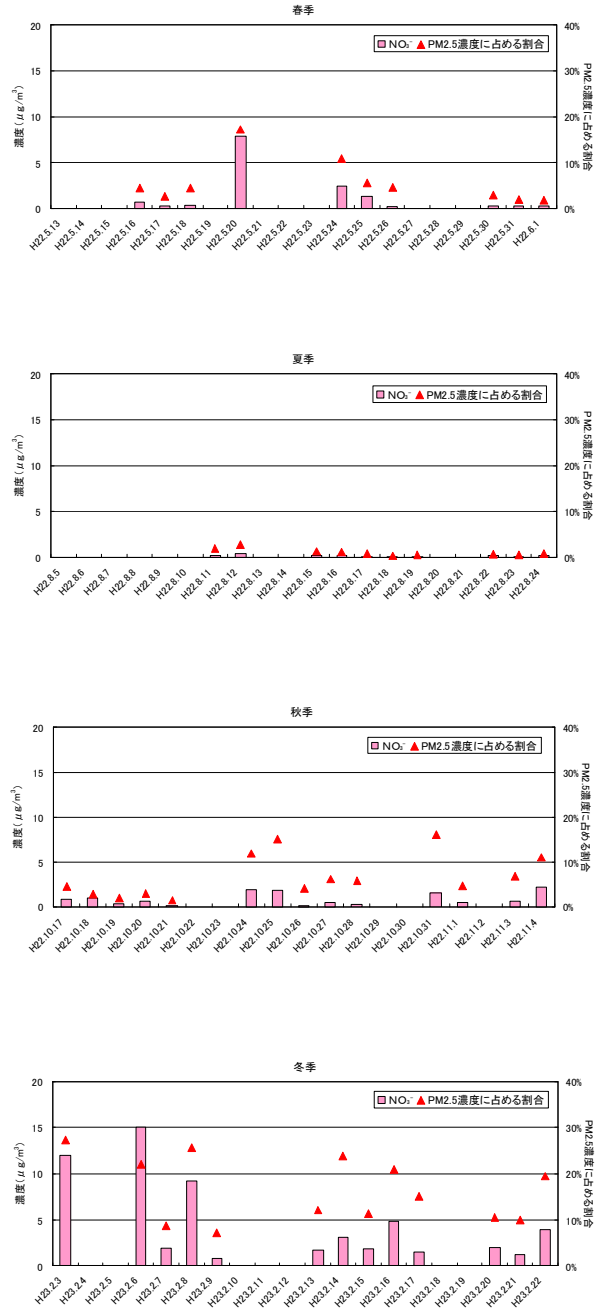 春季
NO₃⁻ PM2.5濃度に占める割合
20 15 10 5 0
濃度(μg/m³)
40% 30% 20% 10% 0%
PM2.5濃度に占める割合
H22.5.13 H22.5.14 H22.5.15 H22.5.16 H22.5.17 H22.5.18 H22.5.19 H22.5.20 H22.5.21 H22.5.22 H22.5.23 H22.5.24 H22.5.25 H22.5.26 H22.5.27 H22.5.28 H22.5.29 H22.5.30 H22.5.31 H22.6.1
夏季
NO₃⁻ PM2.5濃度に占める割合
20 15 10 5 0
濃度(μg/m³)
40% 30% 20% 10% 0%
PM2.5濃度に占める割合
H22.8.5 H22.8.6 H22.8.7 H22.8.8 H22.8.9 H22.8.10 H22.8.11 H22.8.12 H22.8.13 H22.8.14 H22.8.15 H22.8.16 H22.8.17 H22.8.18 H22.8.19 H22.8.20 H22.8.21 H22.8.22 H22.8.23 H22.8.24
秋季
NO₃⁻ PM2.5濃度に占める割合
20 15 10 5 0
濃度(μg/m³)
40% 30% 20% 10% 0%
PM2.5濃度に占める割合
H22.10.17 H22.10.18 H22.10.19 H22.10.20 H22.10.21 H22.10.22 H22.10.23 H22.10.24 H22.10.25 H22.10.26 H22.10.27 H22.10.28 H22.10.29 H22.10.30 H22.10.31 H22.11.1 H22.11.2 H22.11.3 H22.11.4
冬季
NO₃⁻ PM2.5濃度に占める割合
20 15 10 5 0
濃度(μg/m³)
40% 30% 20% 10% 0%
PM2.5濃度に占める割合
H23.2.3 H23.2.4 H23.2.5 H23.2.6 H23.2.7 H23.2.8 H23.2.9 H23.2.10 H23.2.11 H23.2.12 H23.2.13 H23.2.14 H23.2.15 H23.2.16 H23.2.17 H23.2.18 H23.2.19 H23.2.20 H23.2.21 H23.2.22